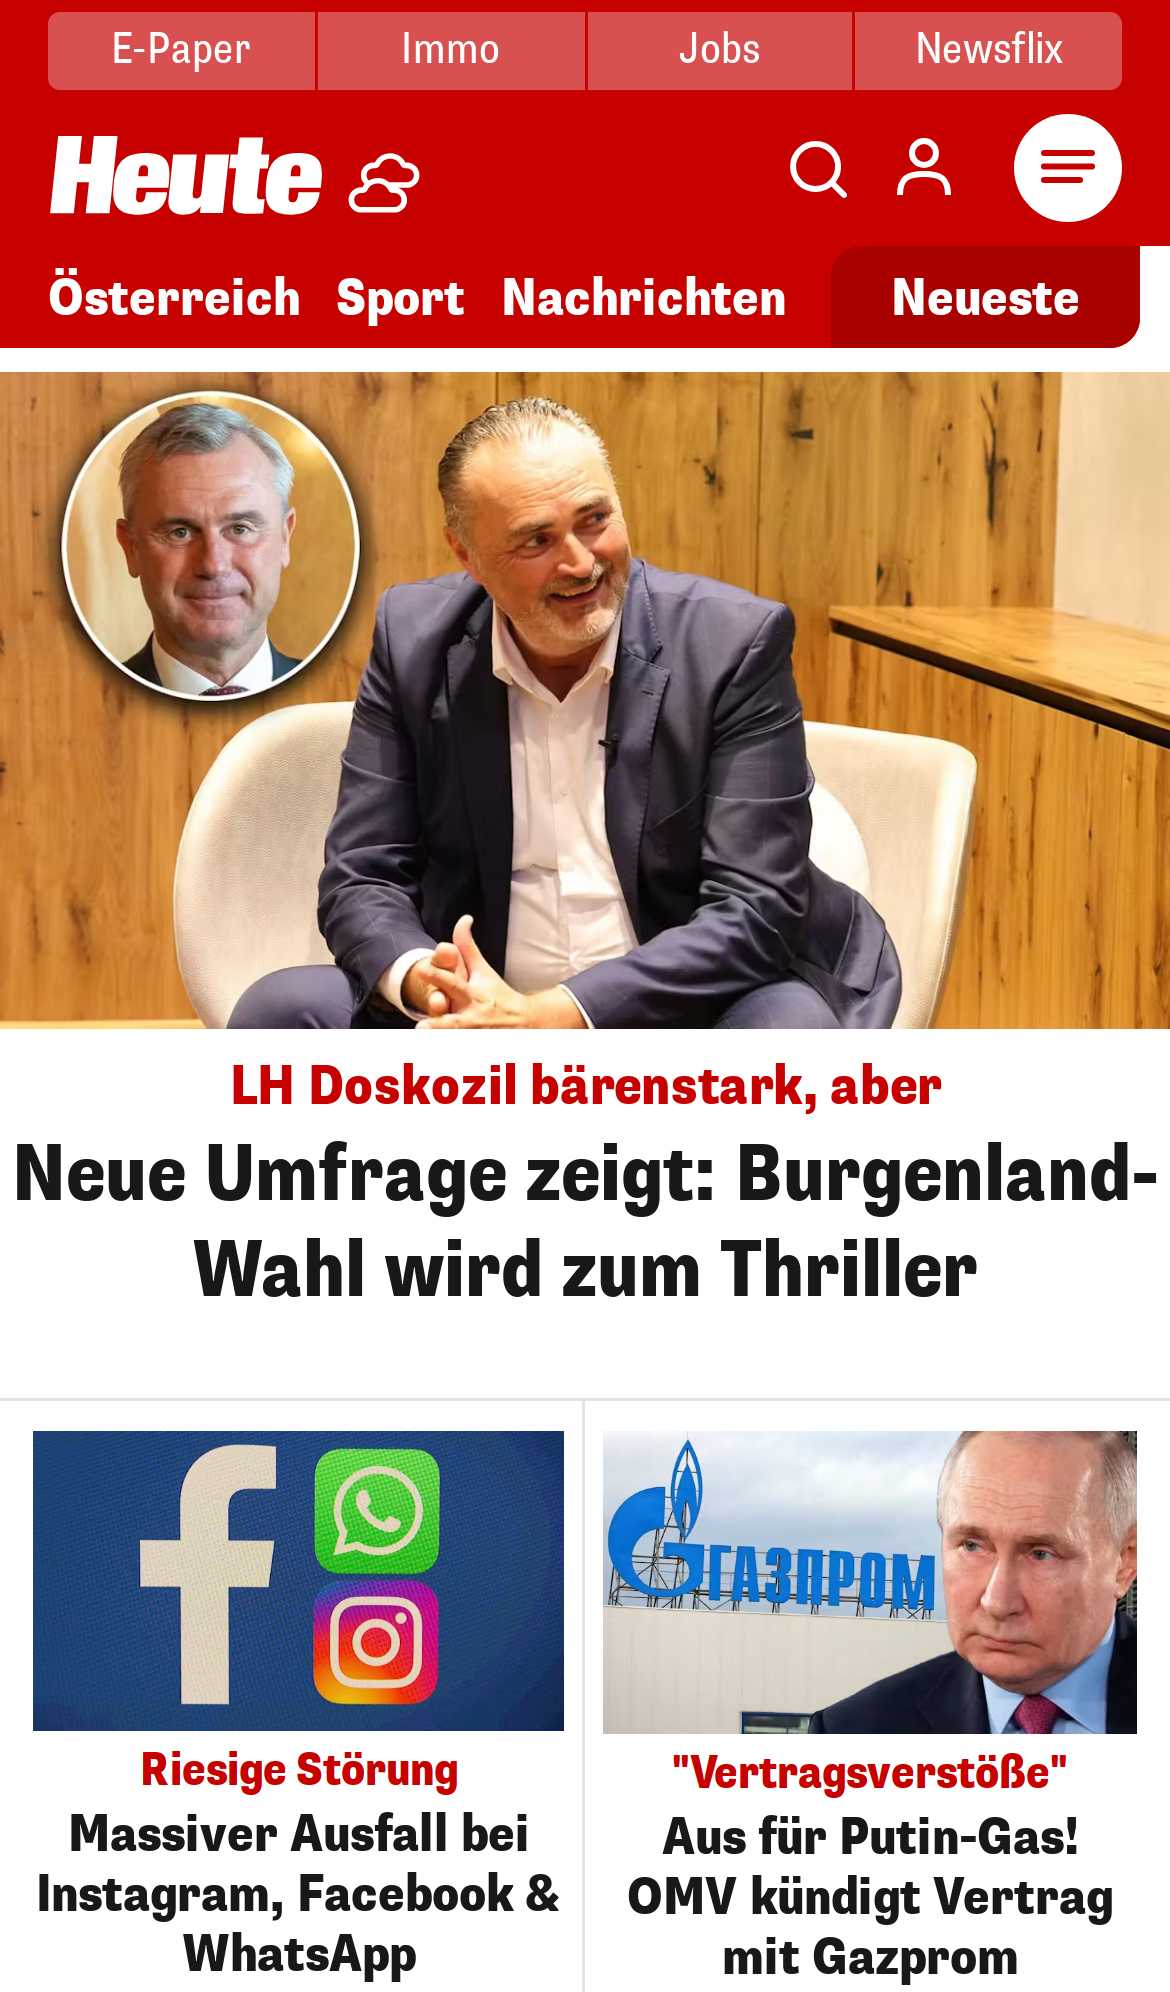 E-Paper
Immo
Jobs
Newsflix
Heute
Österreich
Sport
Nachrichten
Neueste
LH Doskozil bärenstark, aber
Neue Umfrage zeigt: Burgenland-
Wahl wird zum Thriller
Riesige Störung
Massiver Ausfall bei
Instagram, Facebook &
WhatsApp
ГАЗПРОМ
"Vertragsverstöße"
Aus für Putin-Gas!
OMV kündigt Vertrag
mit Gazprom